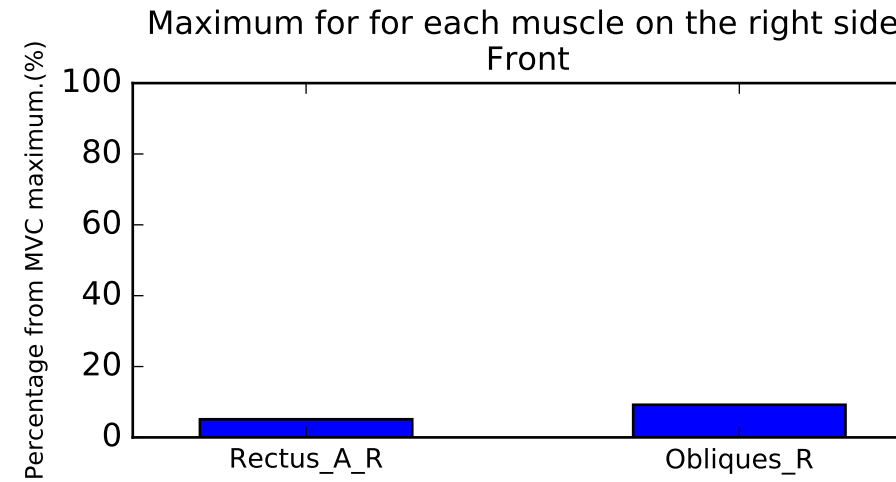 Maximum for for each muscle on the right side
Front
Percentage from MVC maximum.(%)
100
80
60
40
20
0
Rectus_A_R
Obliques_R